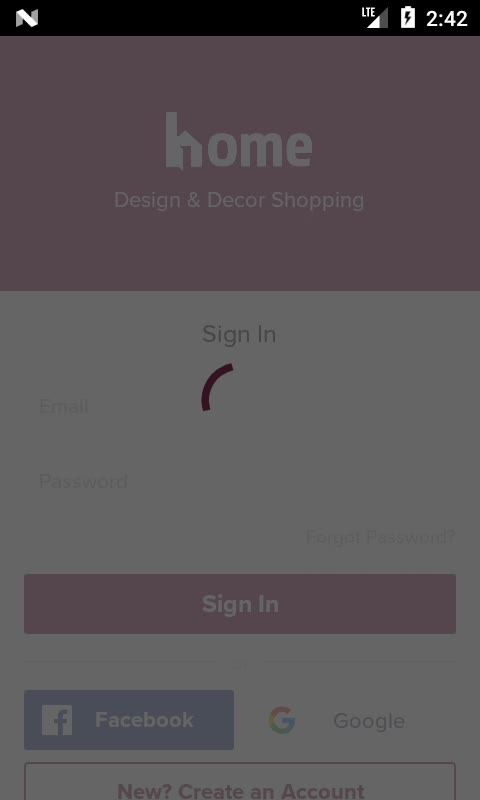 LTE 2:42
home
Design & Decor Shopping
Sign In
Email
Password
Forgot Password?
Sign In
or
Facebook
Google
New? Create an Account